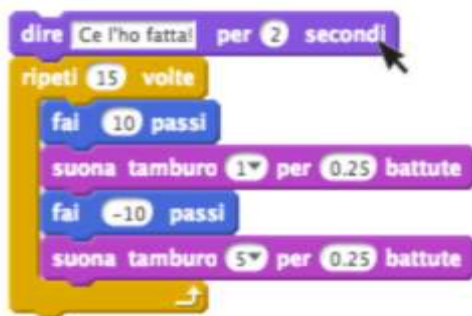 dire Ce l'ho fatta! per 2 secondi
ripeti 15 volte
fai 10 passi
suona tamburo 1 per 0.25 battute
fai -10 passi
suona tamburo 5 per 0.25 battute